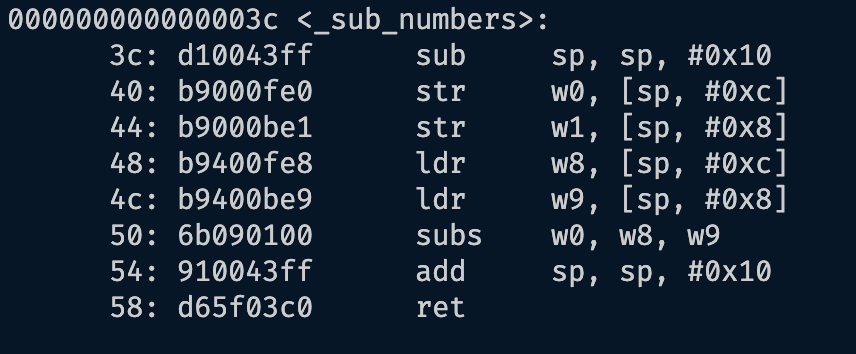 000000000000003c <_sub_numbers>:
3c: d10043ff sub sp, sp, #0x10
40: b9000fe0 str w0, [sp, #0xc]
44: b9000be1 str w1, [sp, #0x8]
48: b9400fe8 ldr w8, [sp, #0xc]
4c: b9400be9 ldr w9, [sp, #0x8]
50: 6b090100 subs w0, w8, w9
54: 910043ff add sp, sp, #0x10
58: d65f03c0 ret